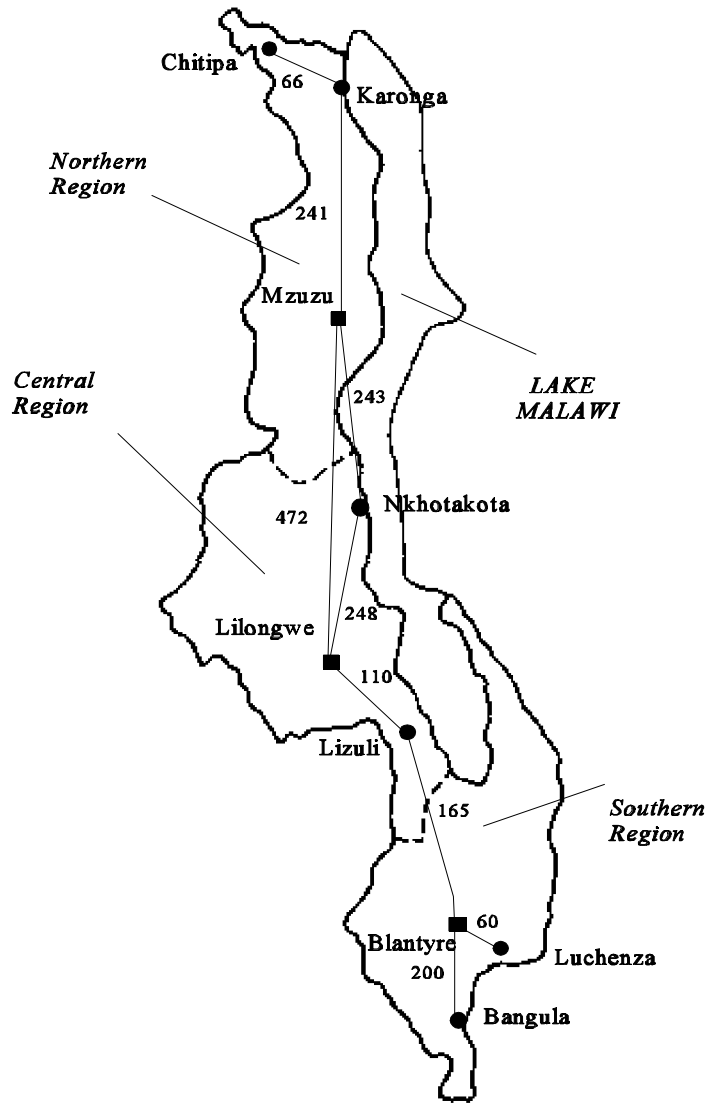 Chitipa
66
Karonga
Northern
Region
241
Mzuzu
Central
Region
243
LAKE
MALAWI
472
Nkhotakota
Lilongwe
248
110
Lizuli
165
Southern
Region
60
Blantyre
Luchenza
200
Bangula